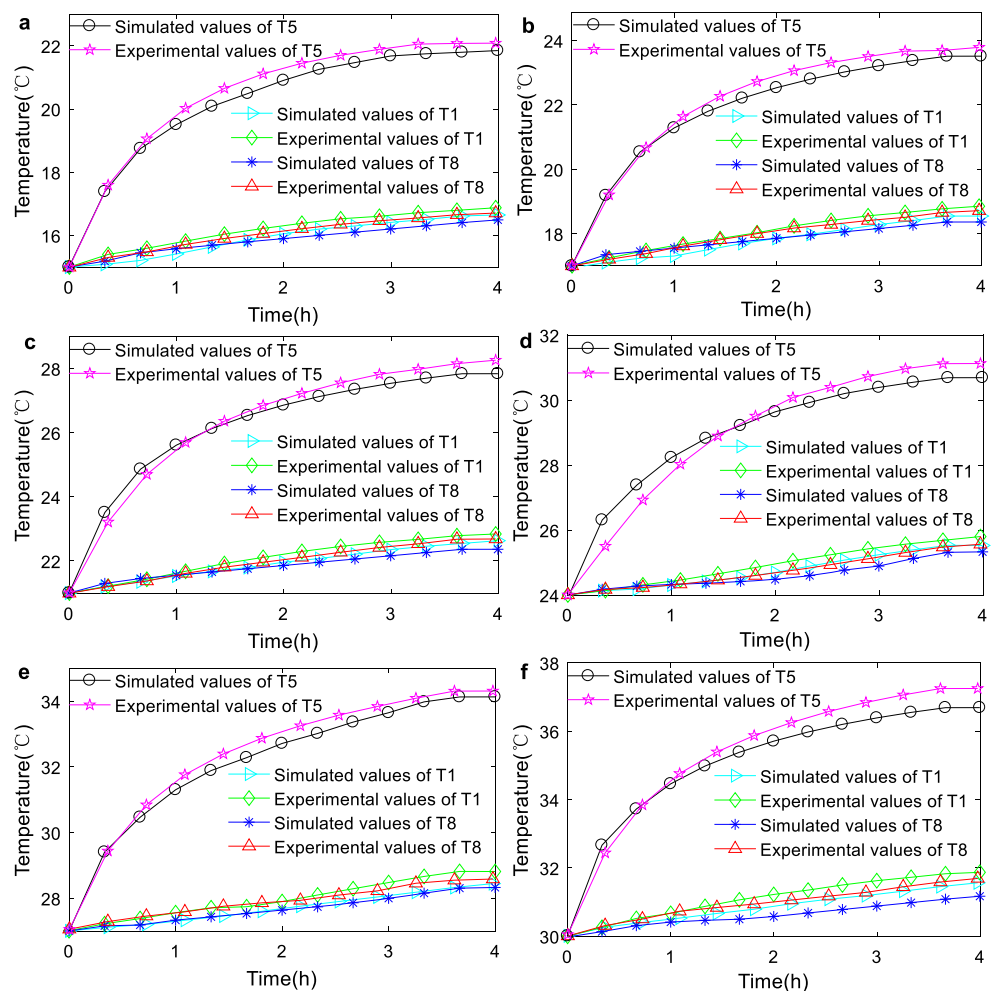 a
Simulated values of T5
Experimental values of T5
Simulated values of T1
Experimental values of T1
Simulated values of T8
Experimental values of T8
Temperature(℃)
22
20
18
16
0
1
2
3
4
Time(h)
b
Simulated values of T5
Experimental values of T5
Simulated values of T1
Experimental values of T1
Simulated values of T8
Experimental values of T8
Temperature(℃)
24
22
20
18
0
1
2
3
4
Time(h)
c
Simulated values of T5
Experimental values of T5
Simulated values of T1
Experimental values of T1
Simulated values of T8
Experimental values of T8
Temperature(℃)
28
26
24
22
0
1
2
3
4
Time(h)
d
Simulated values of T5
Experimental values of T5
Simulated values of T1
Experimental values of T1
Simulated values of T8
Experimental values of T8
Temperature(℃)
32
30
28
26
24
0
1
2
3
4
Time(h)
e
Simulated values of T5
Experimental values of T5
Simulated values of T1
Experimental values of T1
Simulated values of T8
Experimental values of T8
Temperature(℃)
34
32
30
28
0
1
2
3
4
Time(h)
f
Simulated values of T5
Experimental values of T5
Simulated values of T1
Experimental values of T1
Simulated values of T8
Experimental values of T8
Temperature(℃)
38
36
34
32
30
0
1
2
3
4
Time(h)